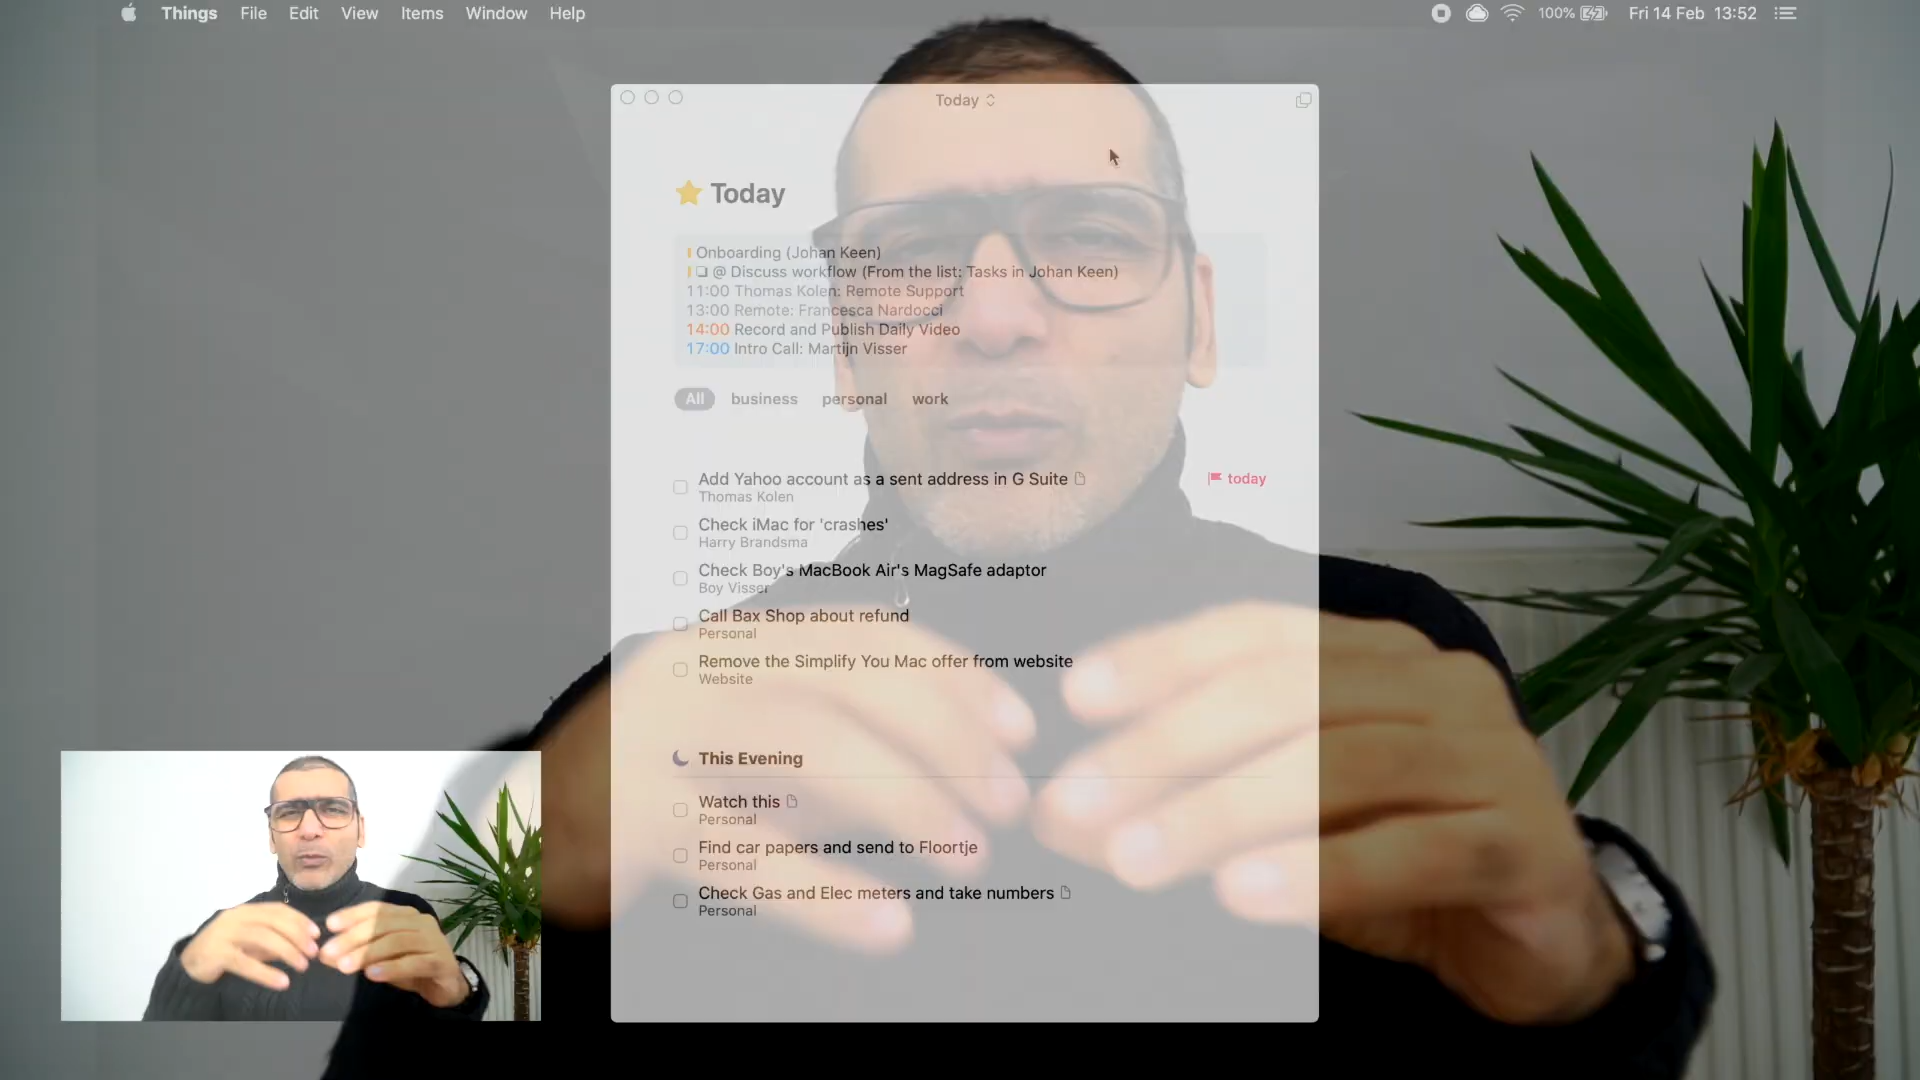 Things File Edit View Items Window Help
100% Fri 14 Feb 13:52
Today
Today
Onboarding (Johan Keen)
@ Discuss workflow (From the list: Tasks in Johan Keen)
11:00 Thomas Kolen: Remote Support
13:00 Remote: Francesca Nardocci
14:00 Record and Publish Daily Video
17:00 Intro Call: Martijn Visser
All business personal work
Add Yahoo account as a sent address in G Suite
today
Thomas Kolen
Check iMac for 'crashes'
Harry Brandsma
Check Boy's MacBook Air's MagSafe adaptor
Boy Visser
Call Bax Shop about refund
Personal
Remove the Simplify You Mac offer from website
Website
This Evening
Watch this
Personal
Find car papers and send to Floortje
Personal
Check Gas and Elec meters and take numbers
Personal